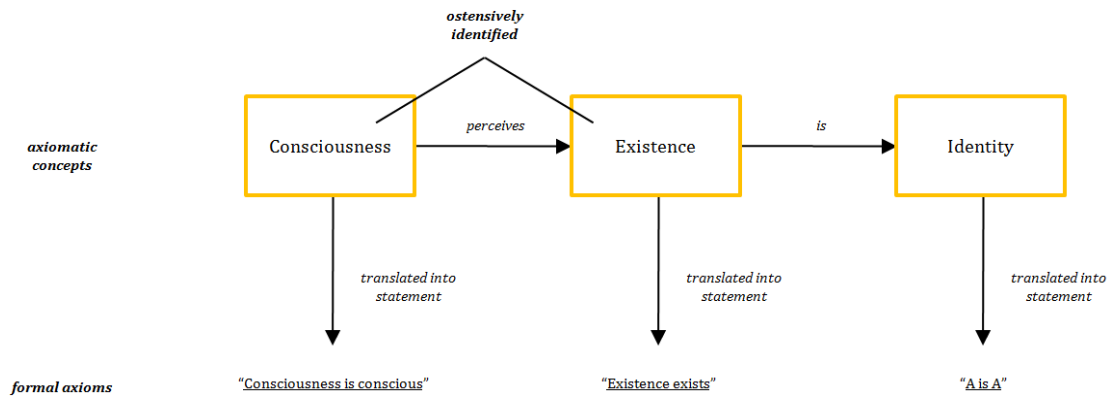 ostensively
identified
Consciousness
perceives
Existence
is
Identity
axiomatic
concepts
translated into
statement
translated into
statement
translated into
statement
formal axioms
“Consciousness is conscious”
“Existence exists”
“A is A”